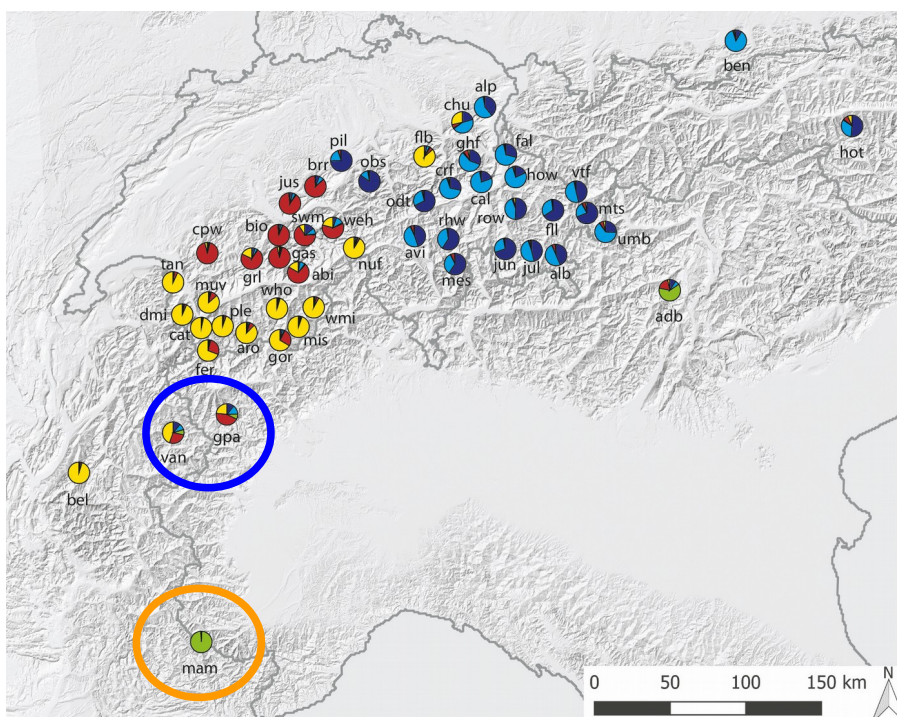 ben
alp
chu
hot
pil
flb
ghf
fal
brr
obs
crf
how
vtf
jus
cal
odt
mts
swm
weh
row
cpw
bio
rhw
fll
umb
gas
nuf
avi
tan
grl
abi
jun
jul
alb
muv
who
mes
dmi
ple
wmi
adb
cat
aro
mis
gor
fer
gpa
van
bel
mam
0 50 100 150 km
N